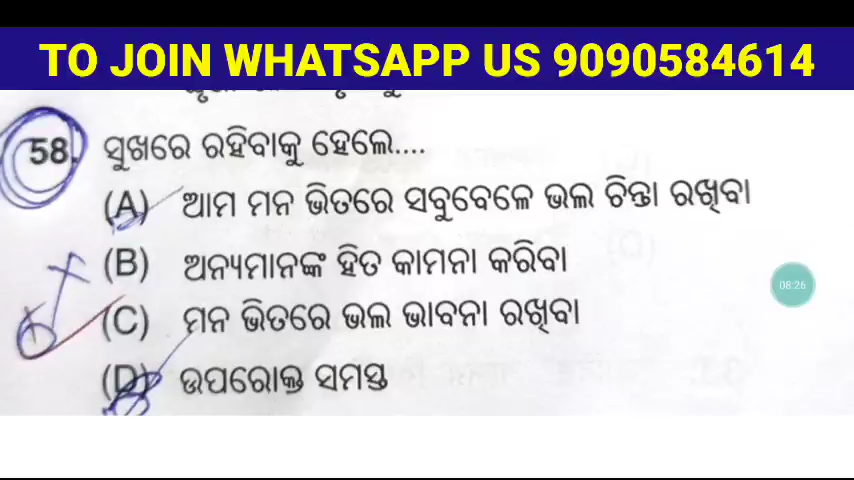 TO JOIN WHATSAPP US 9090584614
58. ସୁଖରେ ରହିବାକୁ ହେଲେ....
(A) ଆମ ମନ ଭିତରେ ସବୁବେଳେ ଭଲ ଚିନ୍ତା ରଖିବା
(B) ଅନ୍ୟମାନଙ୍କ ହିତ କାମନା କରିବା
08:26
(C) ମନ ଭିତରେ ଭଲ ଭାବନା ରଖିବା
(D) ଉପରୋକ୍ତ ସମସ୍ତ